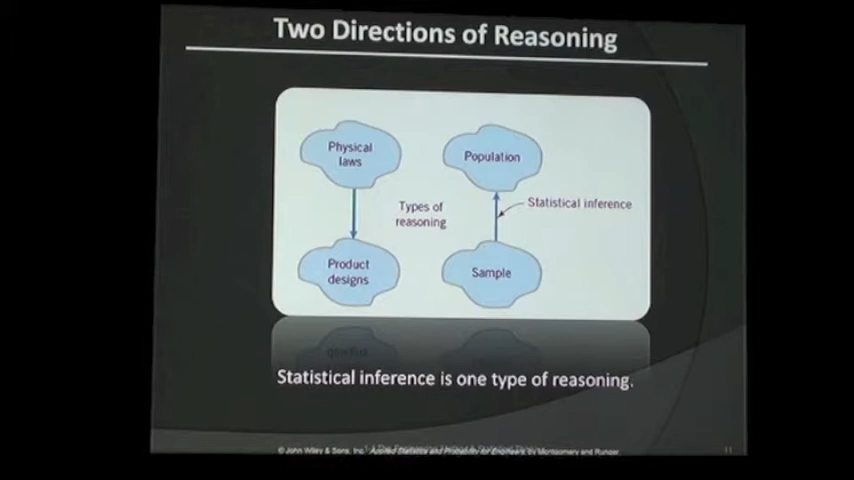 Two Directions of Reasoning
Physical
laws
Population
Types of
reasoning
Statistical inference
Product
designs
Sample
Statistical inference is one type of reasoning.
© John Wiley & Sons, Inc. Applied Statistics and Probability for Engineers, by Montgomery and Runger.
11